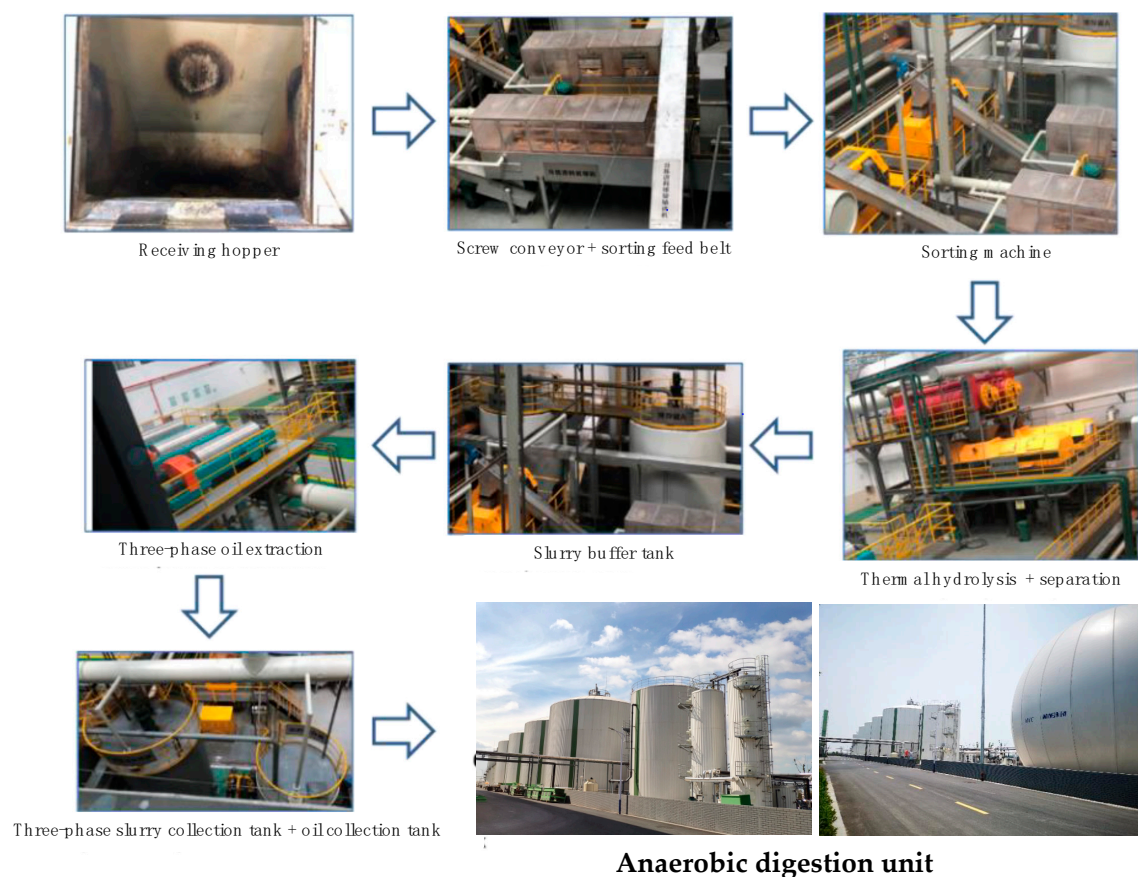 Receiving hopper
Screw conveyor + sorting feed belt
Sorting machine
Three-phase oil extraction
Slurry buffer tank
Thermal hydrolysis + separation
Three-phase slurry collection tank + oil collection tank
Anaerobic digestion unit